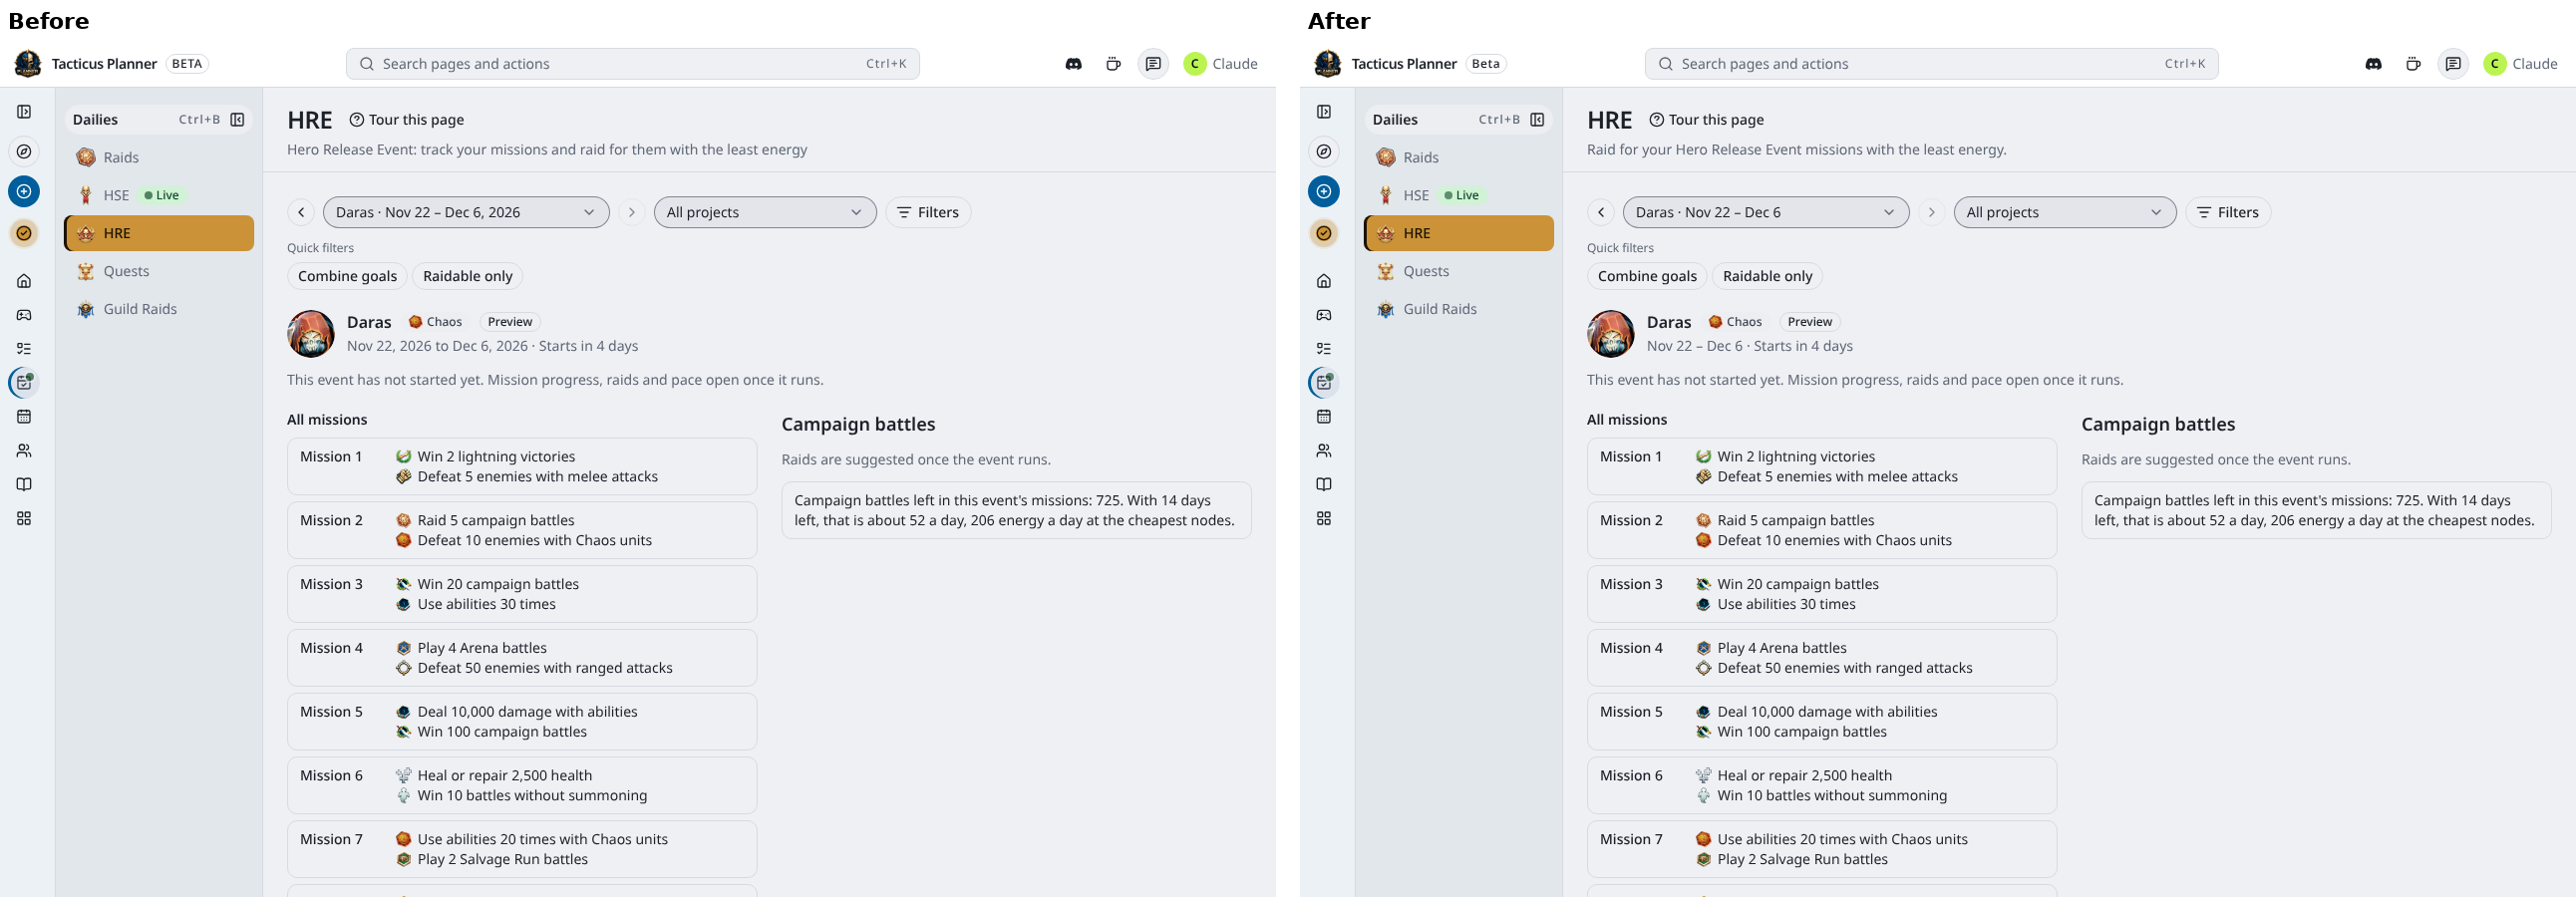 Before
Tacticus Planner BETA
Search pages and actions Ctrl+K
C Claude
Dailies Ctrl+B
Raids
HSE Live
HRE
Quests
Guild Raids
HRE Tour this page
Hero Release Event: track your missions and raid for them with the least energy
Daras · Nov 22 – Dec 6, 2026
All projects
Filters
Quick filters
Combine goals Raidable only
Daras Chaos Preview
Nov 22, 2026 to Dec 6, 2026 · Starts in 4 days
This event has not started yet. Mission progress, raids and pace open once it runs.
All missions
Mission 1 Win 2 lightning victories
Defeat 5 enemies with melee attacks
Mission 2 Raid 5 campaign battles
Defeat 10 enemies with Chaos units
Mission 3 Win 20 campaign battles
Use abilities 30 times
Mission 4 Play 4 Arena battles
Defeat 50 enemies with ranged attacks
Mission 5 Deal 10,000 damage with abilities
Win 100 campaign battles
Mission 6 Heal or repair 2,500 health
Win 10 battles without summoning
Mission 7 Use abilities 20 times with Chaos units
Play 2 Salvage Run battles
Campaign battles
Raids are suggested once the event runs.
Campaign battles left in this event's missions: 725. With 14 days
left, that is about 52 a day, 206 energy a day at the cheapest nodes.
After
Tacticus Planner Beta
Search pages and actions Ctrl+K
C Claude
Dailies Ctrl+B
Raids
HSE Live
HRE
Quests
Guild Raids
HRE Tour this page
Raid for your Hero Release Event missions with the least energy.
Daras · Nov 22 – Dec 6
All projects
Filters
Quick filters
Combine goals Raidable only
Daras Chaos Preview
Nov 22 – Dec 6 · Starts in 4 days
This event has not started yet. Mission progress, raids and pace open once it runs.
All missions
Mission 1 Win 2 lightning victories
Defeat 5 enemies with melee attacks
Mission 2 Raid 5 campaign battles
Defeat 10 enemies with Chaos units
Mission 3 Win 20 campaign battles
Use abilities 30 times
Mission 4 Play 4 Arena battles
Defeat 50 enemies with ranged attacks
Mission 5 Deal 10,000 damage with abilities
Win 100 campaign battles
Mission 6 Heal or repair 2,500 health
Win 10 battles without summoning
Mission 7 Use abilities 20 times with Chaos units
Play 2 Salvage Run battles
Campaign battles
Raids are suggested once the event runs.
Campaign battles left in this event's missions: 725. With 14 days
left, that is about 52 a day, 206 energy a day at the cheapest nodes.